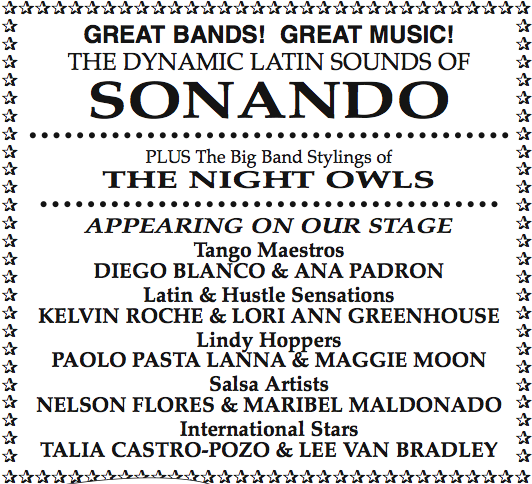 GREAT BANDS! GREAT MUSIC!
THE DYNAMIC LATIN SOUNDS OF
SONANDO
PLUS The Big Band Stylings of
THE NIGHT OWLS
APPEARING ON OUR STAGE
Tango Maestros
DIEGO BLANCO & ANA PADRON
Latin & Hustle Sensations
KELVIN ROCHE & LORI ANN GREENHOUSE
Lindy Hoppers
PAOLO PASTA LANNA & MAGGIE MOON
Salsa Artists
NELSON FLORES & MARIBEL MALDONADO
International Stars
TALIA CASTRO-POZO & LEE VAN BRADLEY